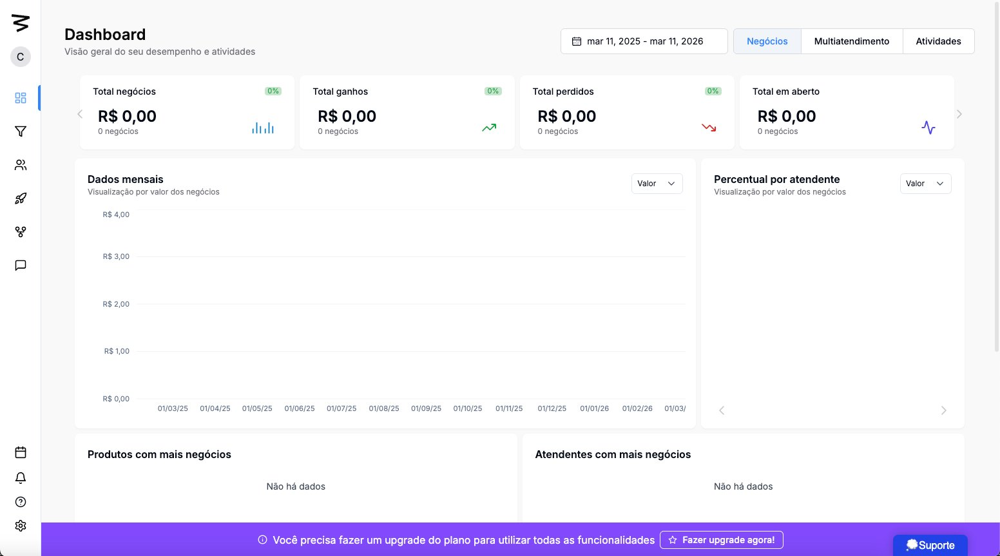 Dashboard
Visão geral do seu desempenho e atividades
mar 11, 2025 - mar 11, 2026
Negócios
Multiatendimento
Atividades
C
Total negócios
0%
R$ 0,00
0 negócios
Total ganhos
0%
R$ 0,00
0 negócios
Total perdidos
0%
R$ 0,00
0 negócios
Total em aberto
R$ 0,00
0 negócios
Dados mensais
Visualização por valor dos negócios
Valor
R$ 4,00
R$ 3,00
R$ 2,00
R$ 1,00
R$ 0,00
01/03/25 01/04/25 01/05/25 01/06/25 01/07/25 01/08/25 01/09/25 01/10/25 01/11/25 01/12/25 01/01/26 01/02/26 01/03/
Percentual por atendente
Visualização por valor dos negócios
Valor
Produtos com mais negócios
Não há dados
Atendentes com mais negócios
Não há dados
Você precisa fazer um upgrade do plano para utilizar todas as funcionalidades
Fazer upgrade agora!
Suporte